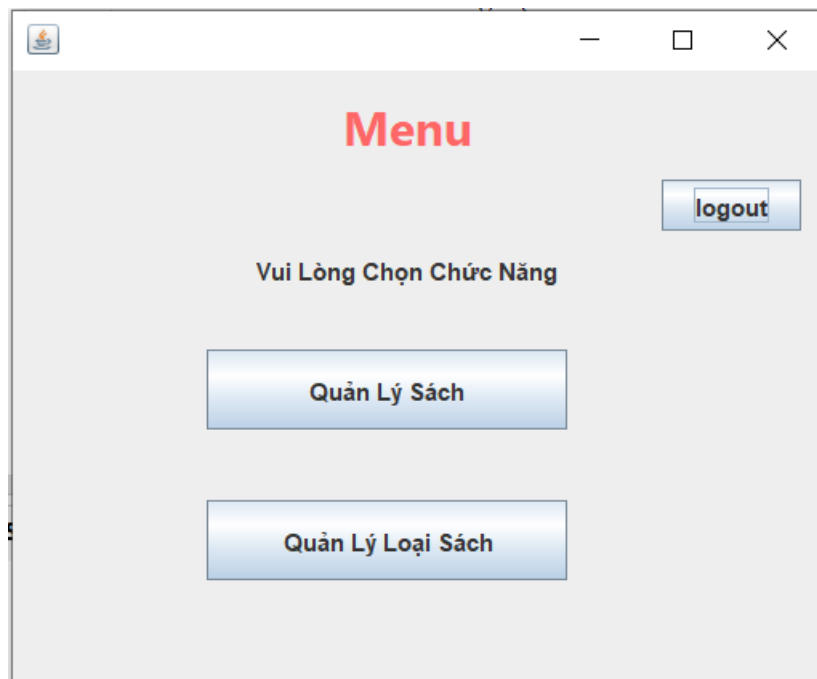 Menu
logout
Vui Lòng Chọn Chức Năng
Quản Lý Sách
Quản Lý Loại Sách